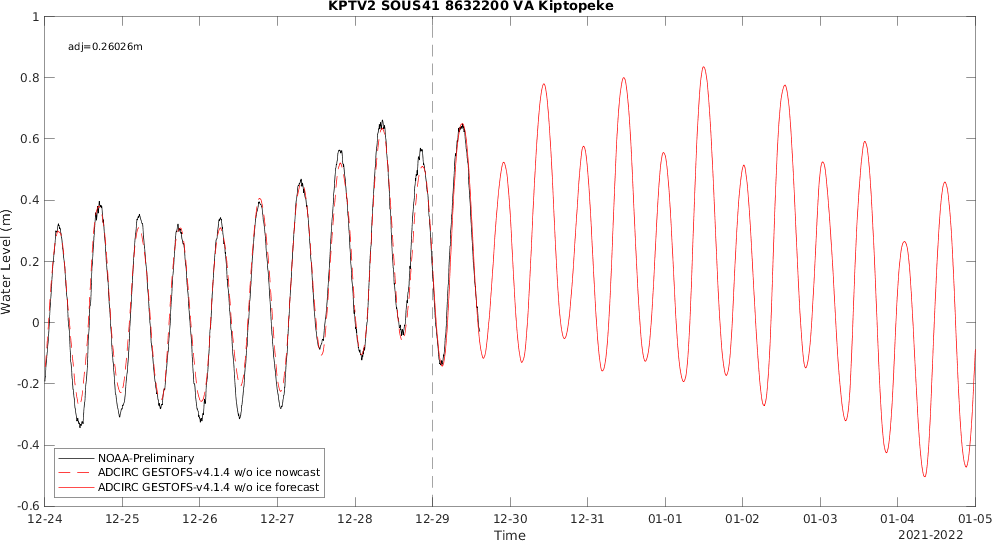 KPTV2 SOUS41 8632200 VA Kiptopeke
adj=0.26026m
1
0.8
0.6
0.4
0.2
0
-0.2
-0.4
-0.6
Water Level (m)
NOAA-Preliminary
ADCIRC GESTOFS-v4.1.4 w/o ice nowcast
ADCIRC GESTOFS-v4.1.4 w/o ice forecast
12-24 12-25 12-26 12-27 12-28 12-29 12-30 12-31 01-01 01-02 01-03 01-04 01-05
Time
2021-2022